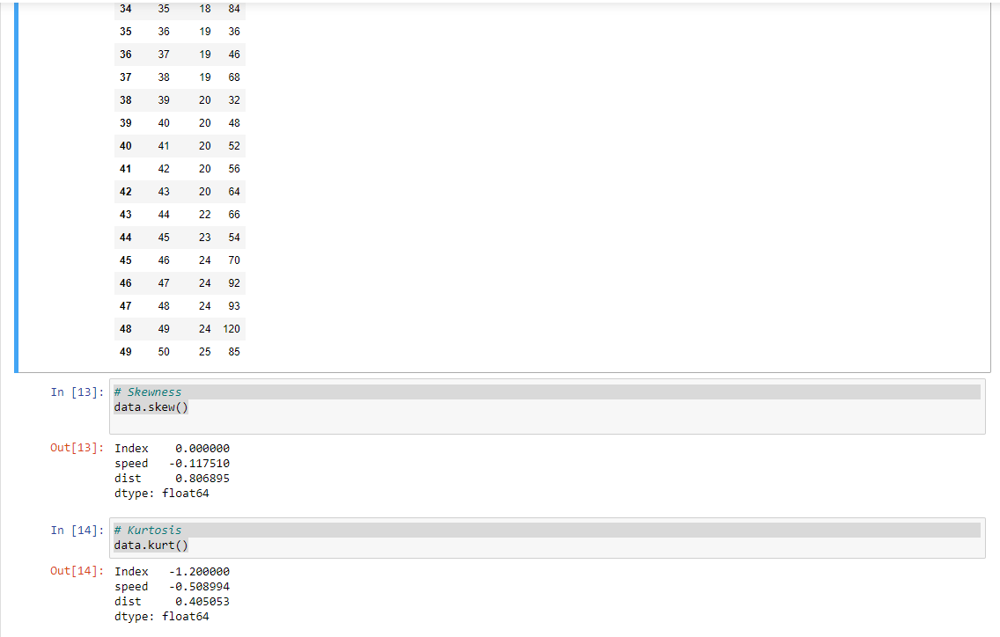 34 35 18 84
35 36 19 36
36 37 19 46
37 38 19 68
38 39 20 32
39 40 20 48
40 41 20 52
41 42 20 56
42 43 20 64
43 44 22 66
44 45 23 54
45 46 24 70
46 47 24 92
47 48 24 93
48 49 24 120
49 50 25 85
In [13]: # Skewness
data.skew()
Out[13]: Index 0.000000
speed -0.117510
dist 0.806895
dtype: float64
In [14]: # Kurtosis
data.kurt()
Out[14]: Index -1.200000
speed -0.508994
dist 0.405053
dtype: float64